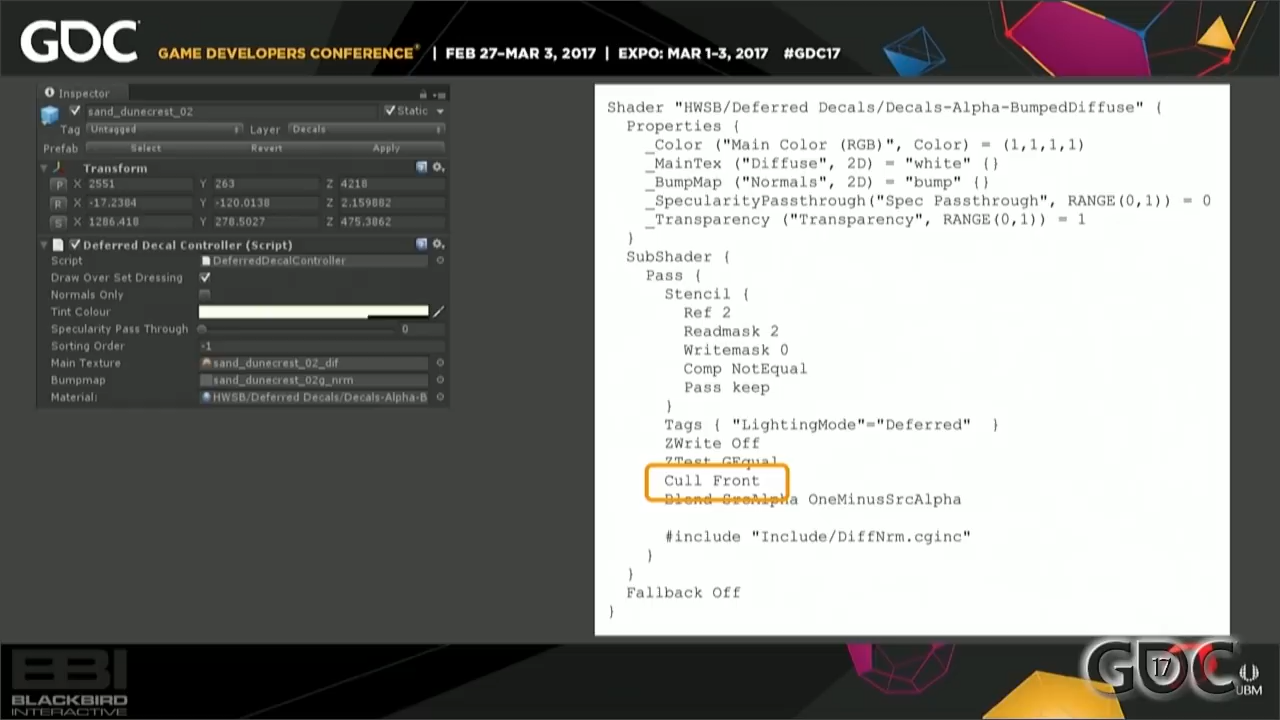 GDC GAME DEVELOPERS CONFERENCE® | FEB 27-MAR 3, 2017 | EXPO: MAR 1-3, 2017 #GDC17
Inspector
sand_dunecrest_02 Static
Tag Untagged Layer Decals
Prefab Select Revert Apply
Transform
P X 2551 Y 263 Z 4218
R X -17.2384 Y -120.0138 Z 2.159882
S X 1286.418 Y 278.5027 Z 475.3862
Deferred Decal Controller (Script)
Script DeferredDecalController
Draw Over Set Dressing
Normals Only
Tint Colour
Specularity Pass Through 0
Sorting Order -1
Main Texture sand_dunecrest_02_dif
Bumpmap sand_dunecrest_02g_nrm
Material: HWSB/Deferred Decals/Decals-Alpha-B
Shader "HWSB/Deferred Decals/Decals-Alpha-BumpedDiffuse" {
Properties {
_Color ("Main Color (RGB)", Color) = (1,1,1,1)
_MainTex ("Diffuse", 2D) = "white" {}
_BumpMap ("Normals", 2D) = "bump" {}
_SpecularityPassthrough("Spec Passthrough", RANGE(0,1)) = 0
_Transparency ("Transparency", RANGE(0,1)) = 1
}
SubShader {
Pass {
Stencil {
Ref 2
Readmask 2
Writemask 0
Comp NotEqual
Pass keep
}
Tags { "LightingMode"="Deferred" }
ZWrite Off
ZTest GEqual
Cull Front
Blend SrcAlpha OneMinusSrcAlpha
#include "Include/DiffNrm.cginc"
}
}
Fallback Off
}
BBI
BLACKBIRD
INTERACTIVE
GDC 17
UBM